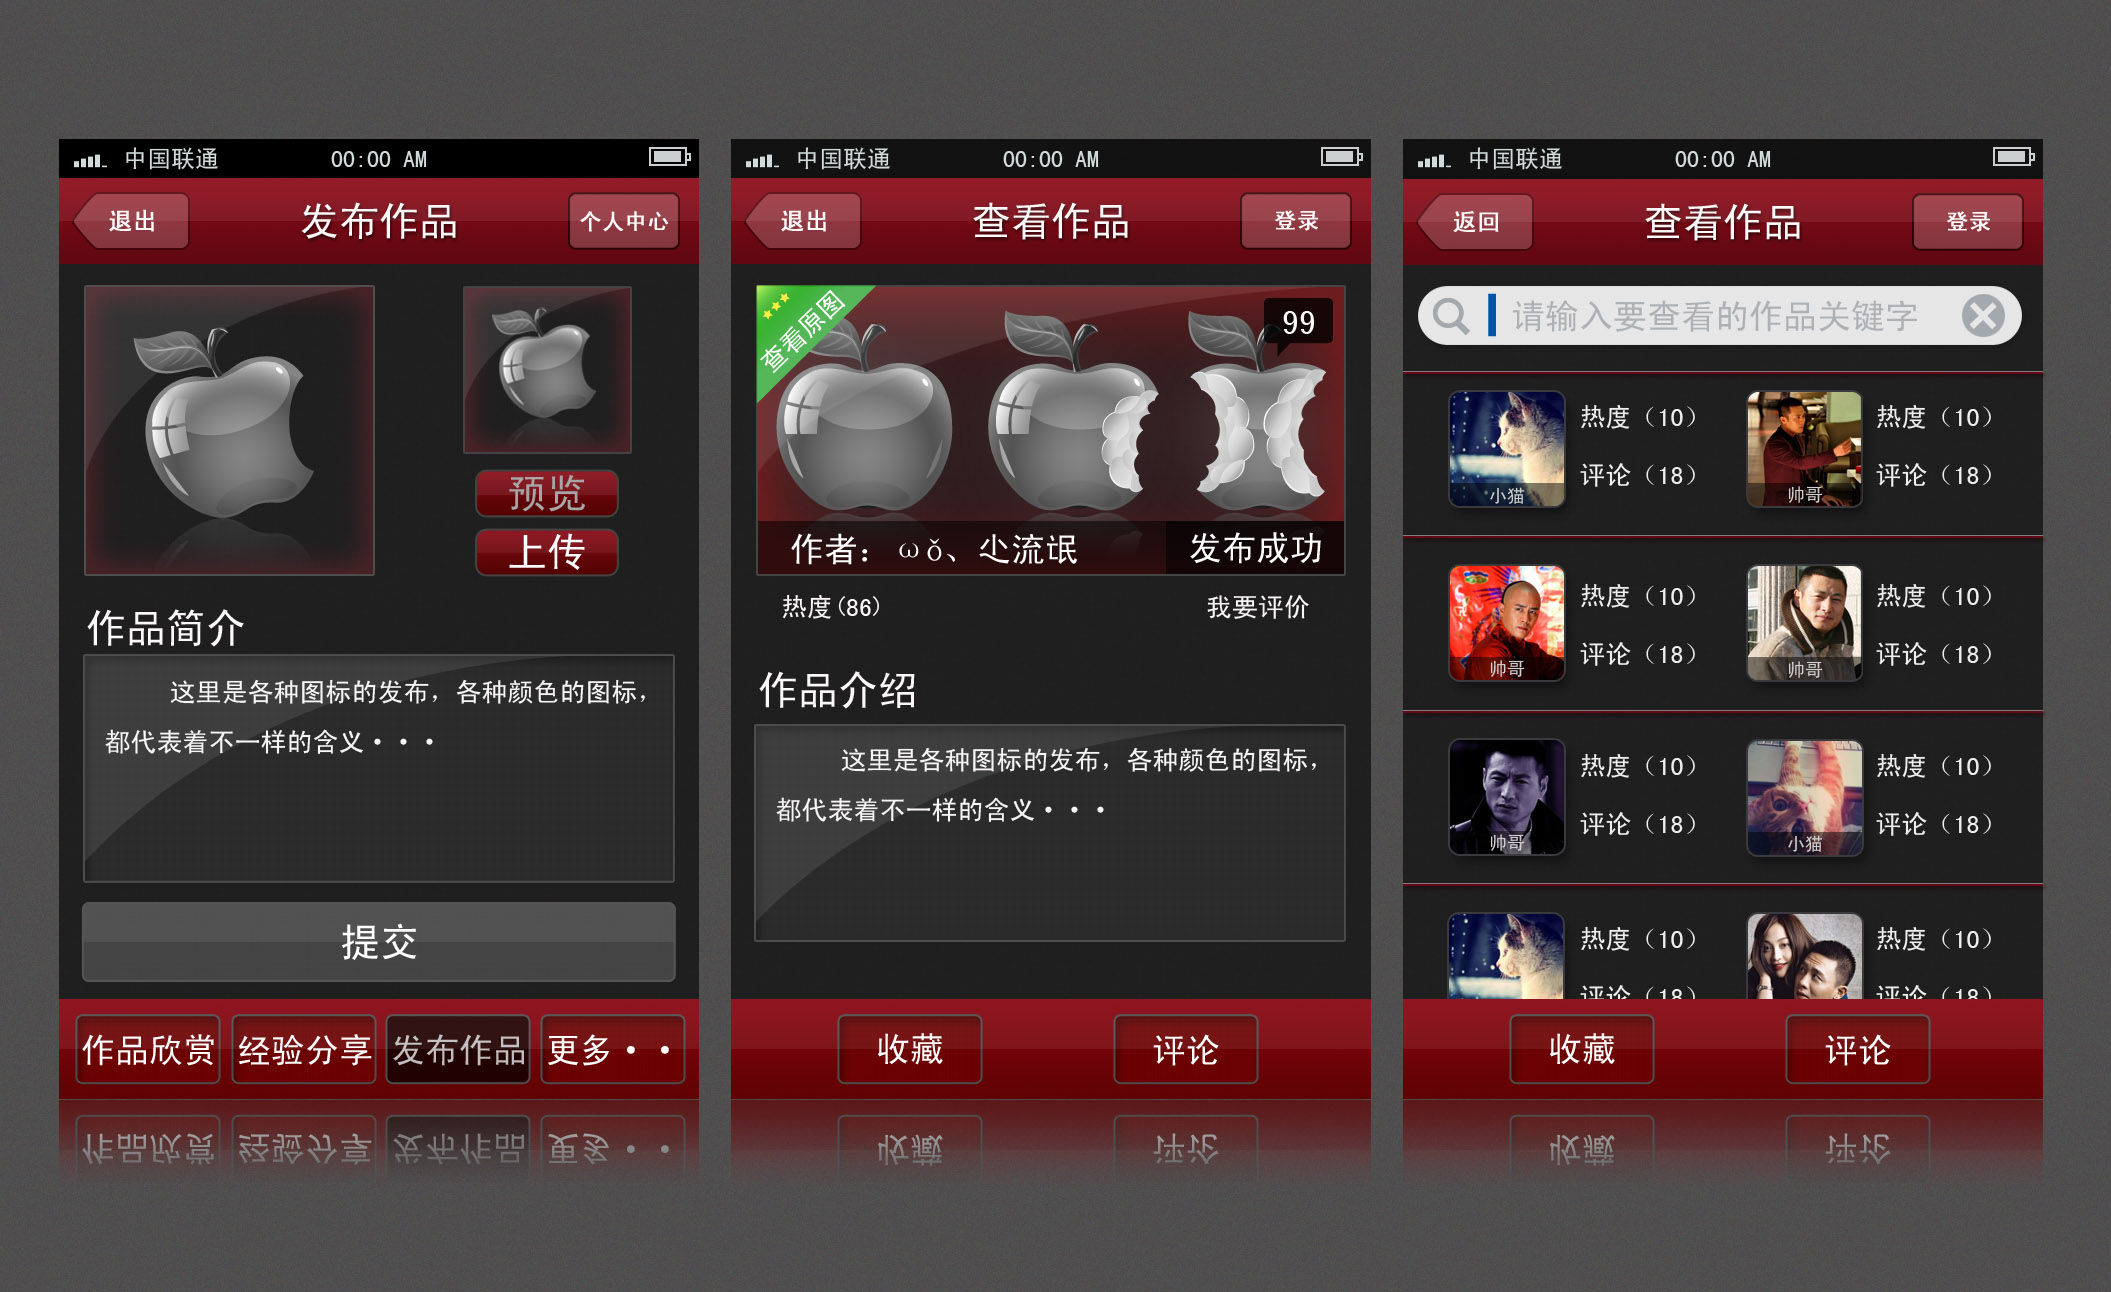 中国联通 00:00 AM
退出 发布作品 个人中心
预览
上传
作品简介
这里是各种图标的发布，各种颜色的图标，
都代表着不一样的含义···
提交
作品欣赏 经验分享 发布作品 更多··
中国联通 00:00 AM
退出 查看作品 登录
查看原图
99
作者：ωǒ、尐流氓 发布成功
热度(86) 我要评价
作品介绍
这里是各种图标的发布，各种颜色的图标，
都代表着不一样的含义···
收藏 评论
中国联通 00:00 AM
返回 查看作品 登录
请输入要查看的作品关键字
热度（10） 热度（10）
评论（18） 评论（18）
小猫 帅哥
热度（10） 热度（10）
评论（18） 评论（18）
帅哥 帅哥
热度（10） 热度（10）
评论（18） 评论（18）
帅哥 小猫
热度（10） 热度（10）
评论（18） 评论（18）
收藏 评论